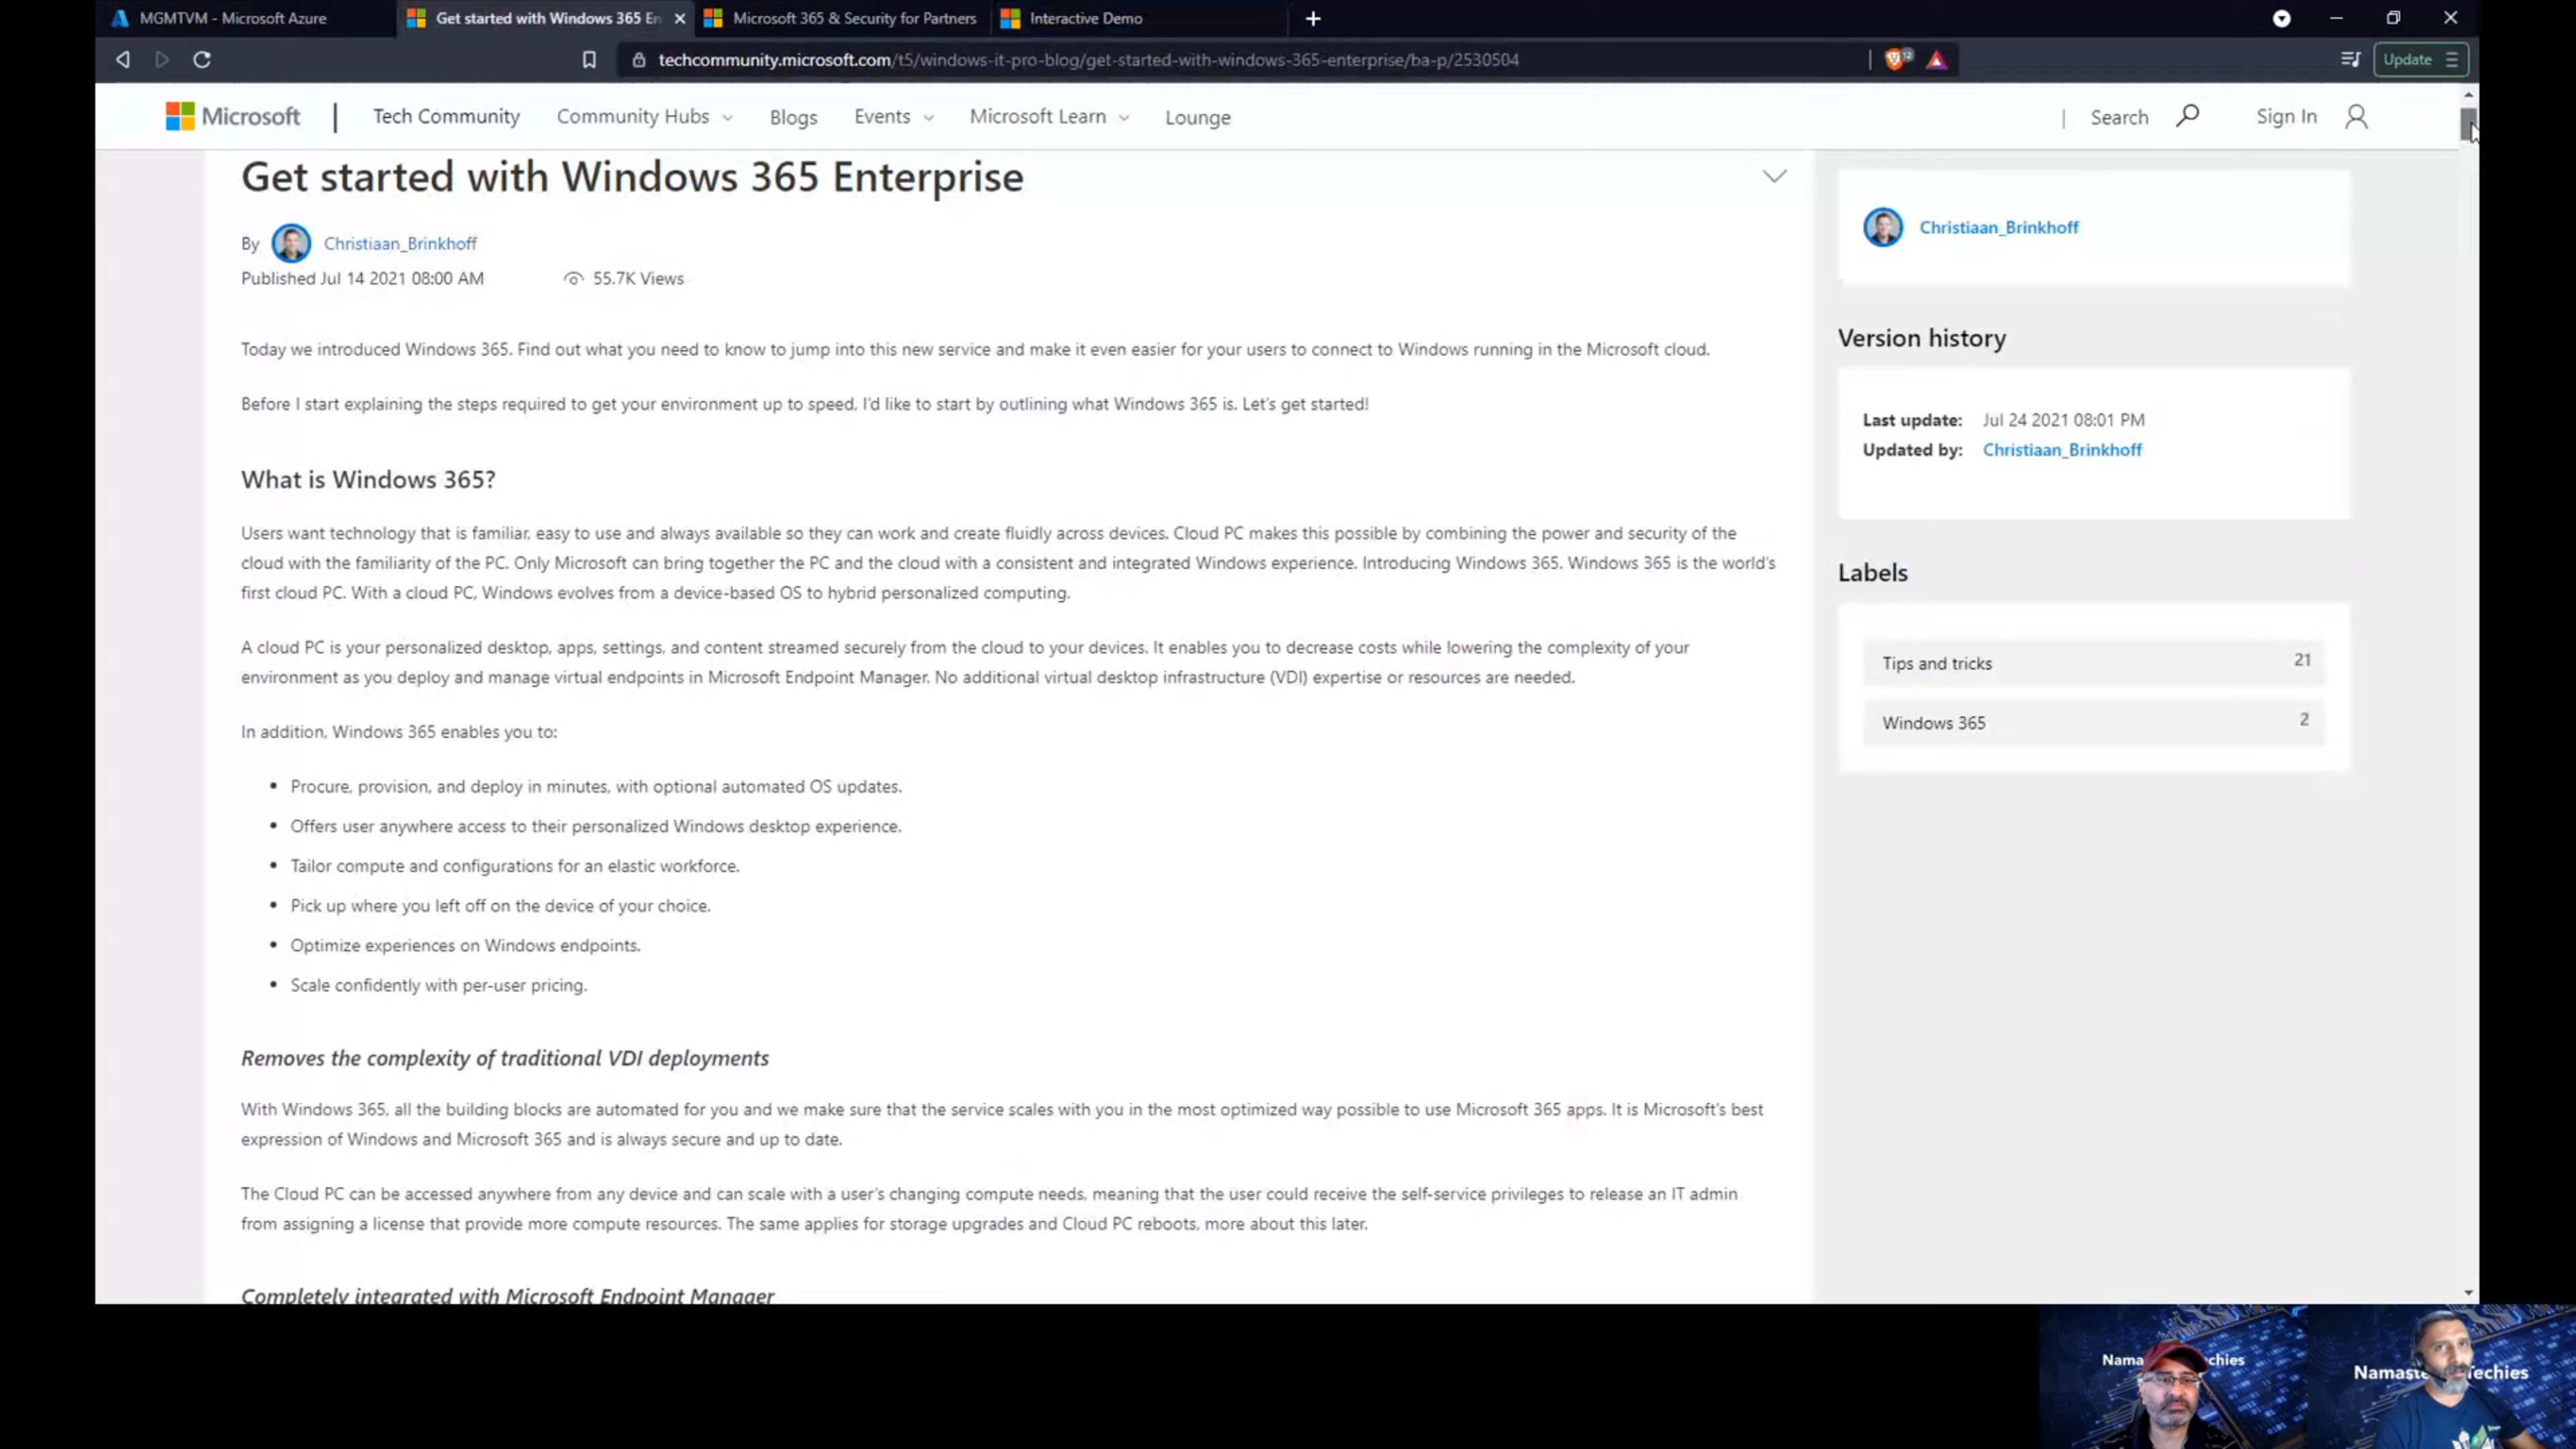 MGMTVM - Microsoft Azure
Get started with Windows 365 En
Microsoft 365 & Security for Partners
Interactive Demo
techcommunity.microsoft.com/t5/windows-it-pro-blog/get-started-with-windows-365-enterprise/ba-p/2530504
12
Update
Microsoft
Tech Community
Community Hubs
Blogs
Events
Microsoft Learn
Lounge
Search
Sign In
Get started with Windows 365 Enterprise
By Christiaan_Brinkhoff
Published Jul 14 2021 08:00 AM 55.7K Views
Today we introduced Windows 365. Find out what you need to know to jump into this new service and make it even easier for your users to connect to Windows running in the Microsoft cloud.
Before I start explaining the steps required to get your environment up to speed, I'd like to start by outlining what Windows 365 is. Let's get started!
What is Windows 365?
Users want technology that is familiar, easy to use and always available so they can work and create fluidly across devices. Cloud PC makes this possible by combining the power and security of the
cloud with the familiarity of the PC. Only Microsoft can bring together the PC and the cloud with a consistent and integrated Windows experience. Introducing Windows 365. Windows 365 is the world's
first cloud PC. With a cloud PC, Windows evolves from a device-based OS to hybrid personalized computing.
A cloud PC is your personalized desktop, apps, settings, and content streamed securely from the cloud to your devices. It enables you to decrease costs while lowering the complexity of your
environment as you deploy and manage virtual endpoints in Microsoft Endpoint Manager. No additional virtual desktop infrastructure (VDI) expertise or resources are needed.
In addition, Windows 365 enables you to:
• Procure, provision, and deploy in minutes, with optional automated OS updates.
• Offers user anywhere access to their personalized Windows desktop experience.
• Tailor compute and configurations for an elastic workforce.
• Pick up where you left off on the device of your choice.
• Optimize experiences on Windows endpoints.
• Scale confidently with per-user pricing.
Removes the complexity of traditional VDI deployments
With Windows 365, all the building blocks are automated for you and we make sure that the service scales with you in the most optimized way possible to use Microsoft 365 apps. It is Microsoft's best
expression of Windows and Microsoft 365 and is always secure and up to date.
The Cloud PC can be accessed anywhere from any device and can scale with a user's changing compute needs, meaning that the user could receive the self-service privileges to release an IT admin
from assigning a license that provide more compute resources. The same applies for storage upgrades and Cloud PC reboots, more about this later.
Completely integrated with Microsoft Endpoint Manager
Christiaan_Brinkhoff
Version history
Last update: Jul 24 2021 08:01 PM
Updated by: Christiaan_Brinkhoff
Labels
Tips and tricks 21
Windows 365 2
Nama chies
Namaste Techies